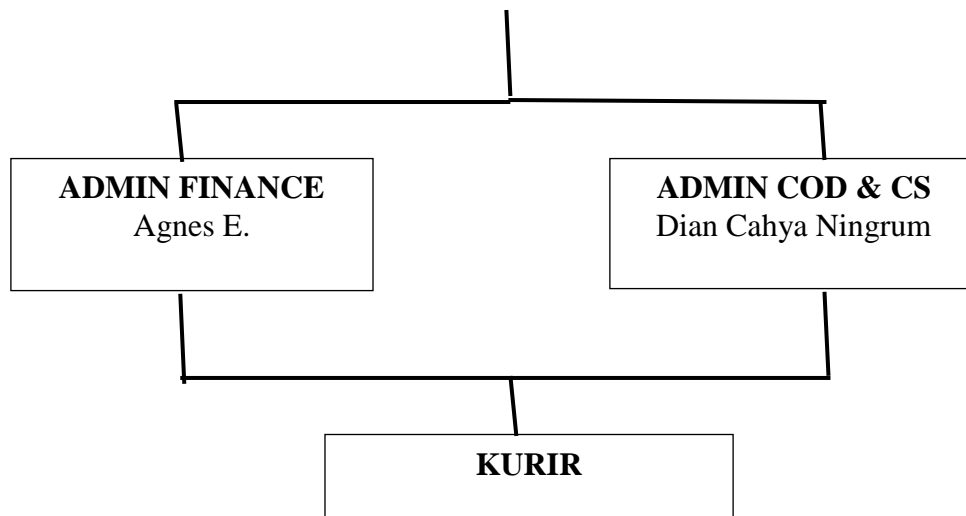 ADMIN FINANCE
Agnes E.
ADMIN COD & CS
Dian Cahya Ningrum
KURIR